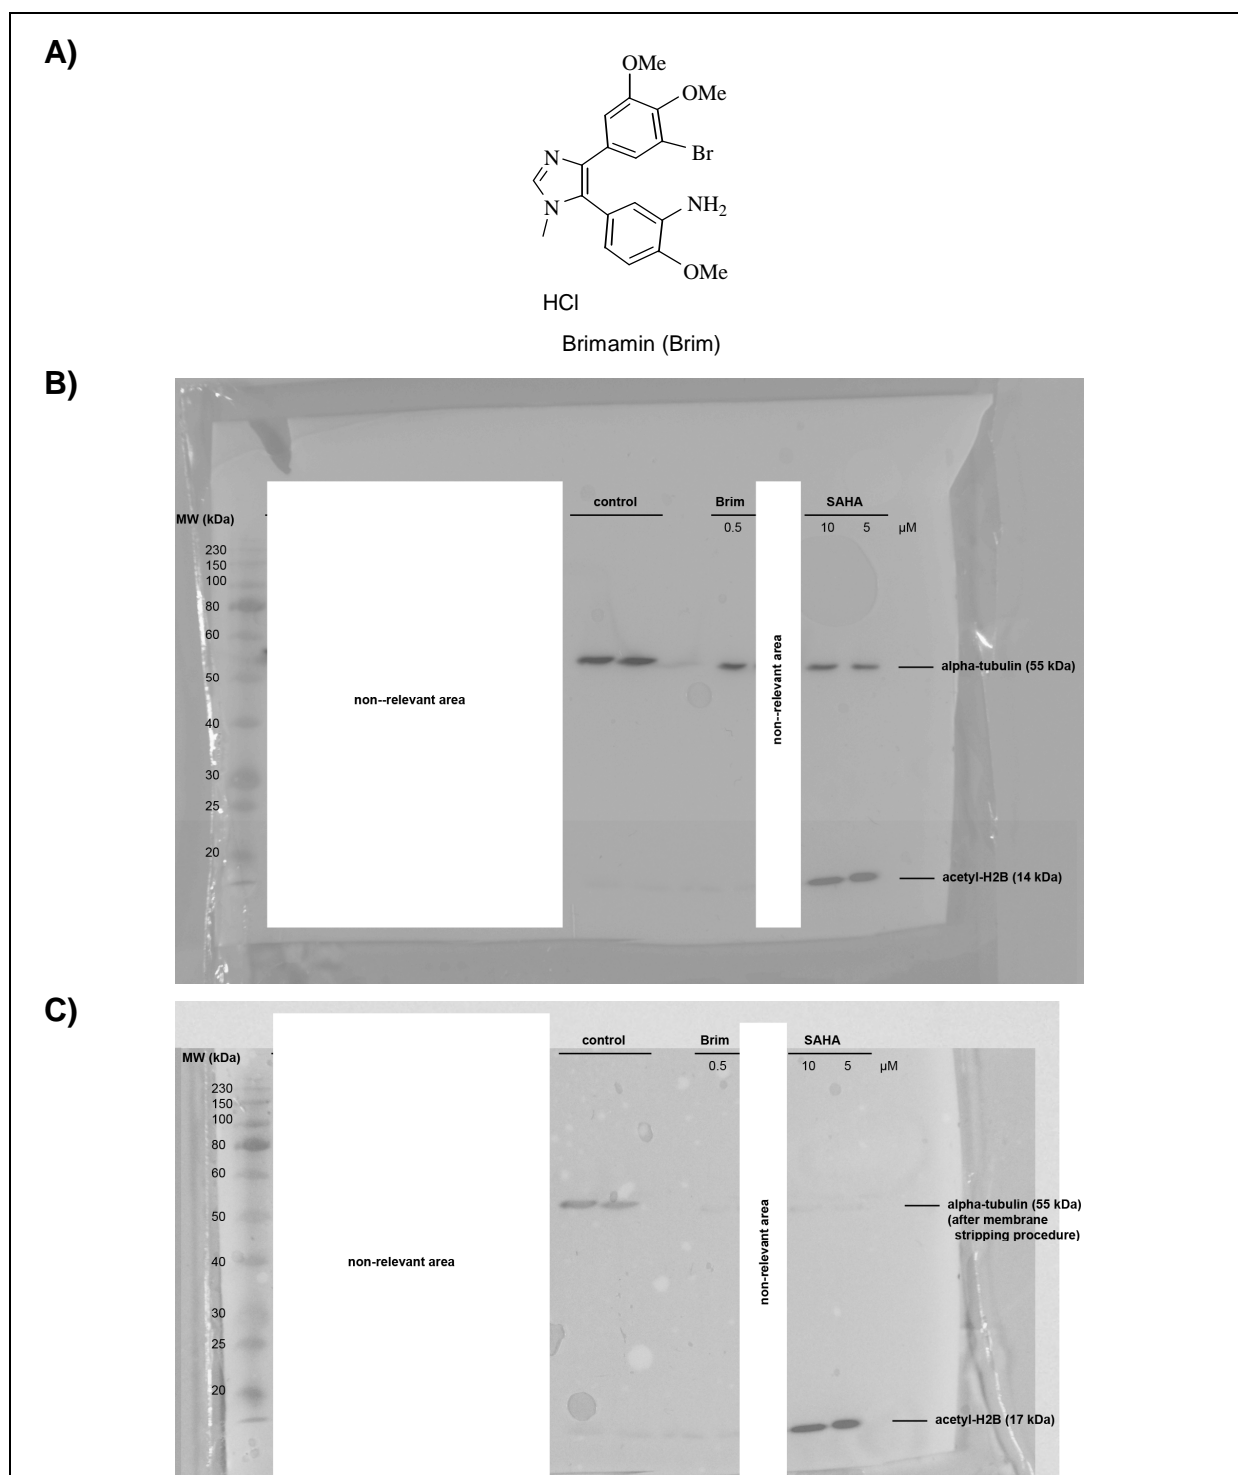 A)
OMe
OMe
Br
N
N
NH2
OMe
HCl
Brimamin (Brim)
B)
control Brim SAHA
MW (kDa)
0.5 10 5 µM
230
150
100
80
60
alpha-tubulin (55 kDa)
50
non--relevant area
non--relevant area
40
30
25
20
acetyl-H2B (14 kDa)
C)
control Brim SAHA
MW (kDa)
0.5 10 5 µM
230
150
100
80
60
alpha-tubulin (55 kDa)
50
(after membrane
stripping procedure)
non-relevant area
non-relevant area
40
30
25
20
acetyl-H2B (17 kDa)